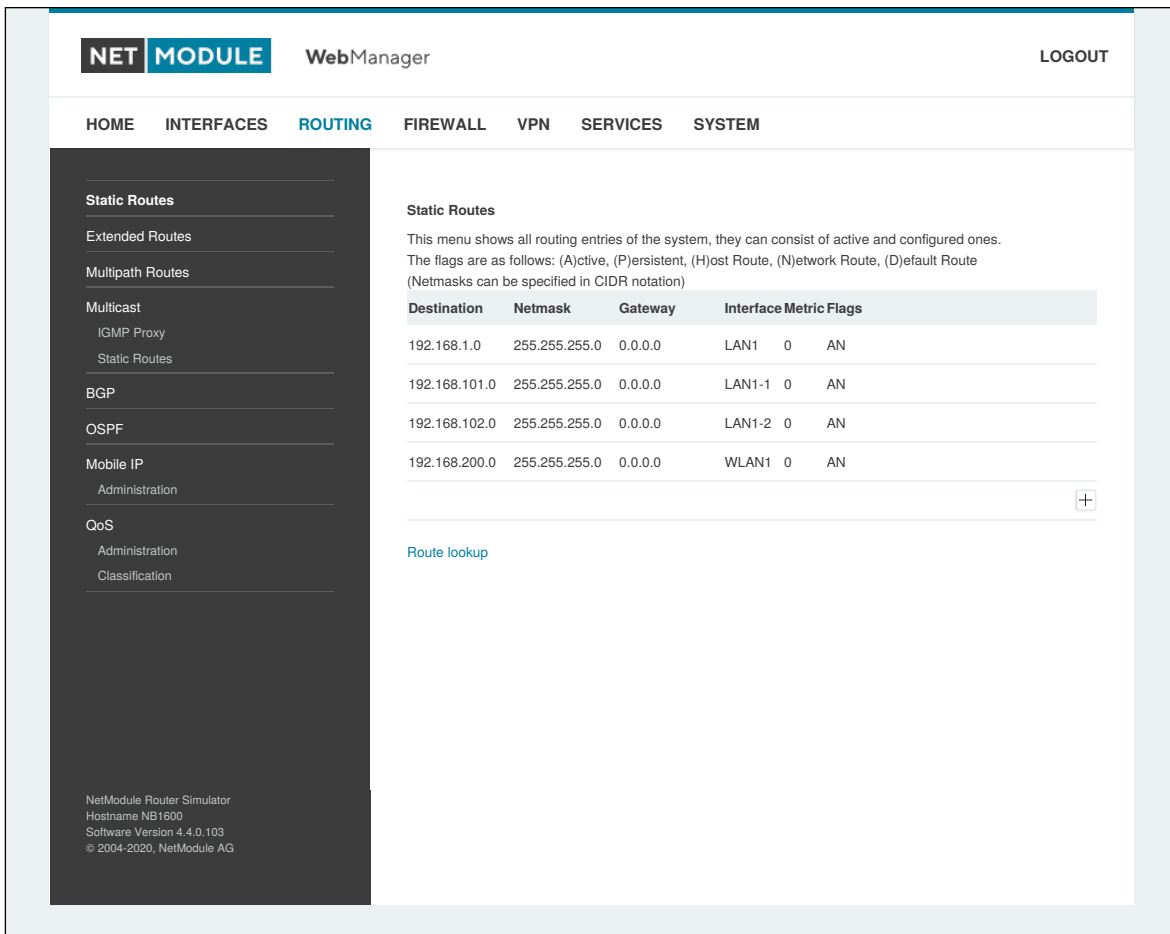 NET MODULE WebManager LOGOUT
HOME INTERFACES ROUTING FIREWALL VPN SERVICES SYSTEM
Static Routes
Extended Routes
Multipath Routes
Multicast
IGMP Proxy
Static Routes
BGP
OSPF
Mobile IP
Administration
QoS
Administration
Classification
NetModule Router Simulator
Hostname NB1600
Software Version 4.4.0.103
© 2004-2020, NetModule AG
Static Routes
This menu shows all routing entries of the system, they can consist of active and configured ones.
The flags are as follows: (A)ctive, (P)ersistent, (H)ost Route, (N)etwork Route, (D)efault Route
(Netmasks can be specified in CIDR notation)
Destination Netmask Gateway Interface Metric Flags
192.168.1.0 255.255.255.0 0.0.0.0 LAN1 0 AN
192.168.101.0 255.255.255.0 0.0.0.0 LAN1-1 0 AN
192.168.102.0 255.255.255.0 0.0.0.0 LAN1-2 0 AN
192.168.200.0 255.255.255.0 0.0.0.0 WLAN1 0 AN
Route lookup